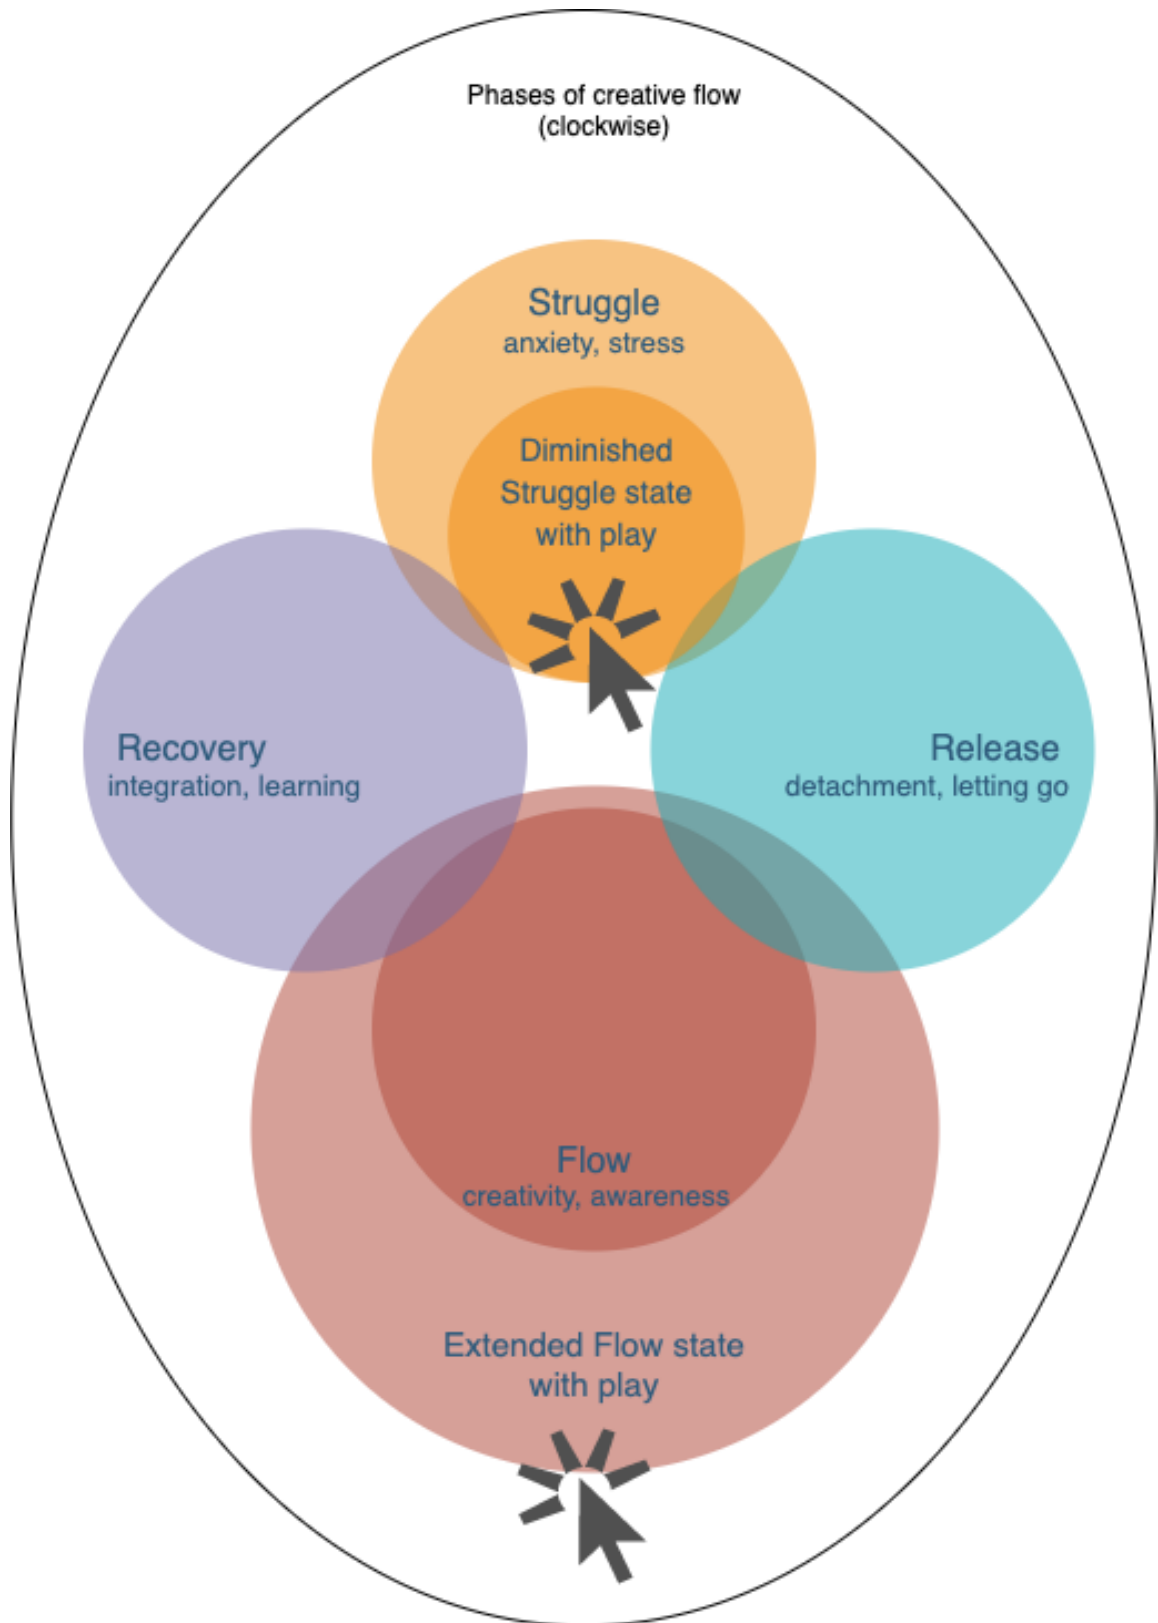 Phases of creative flow
(clockwise)
Struggle
anxiety, stress
Diminished
Struggle state
with play
Recovery
integration, learning
Release
detachment, letting go
Flow
creativity, awareness
Extended Flow state
with play